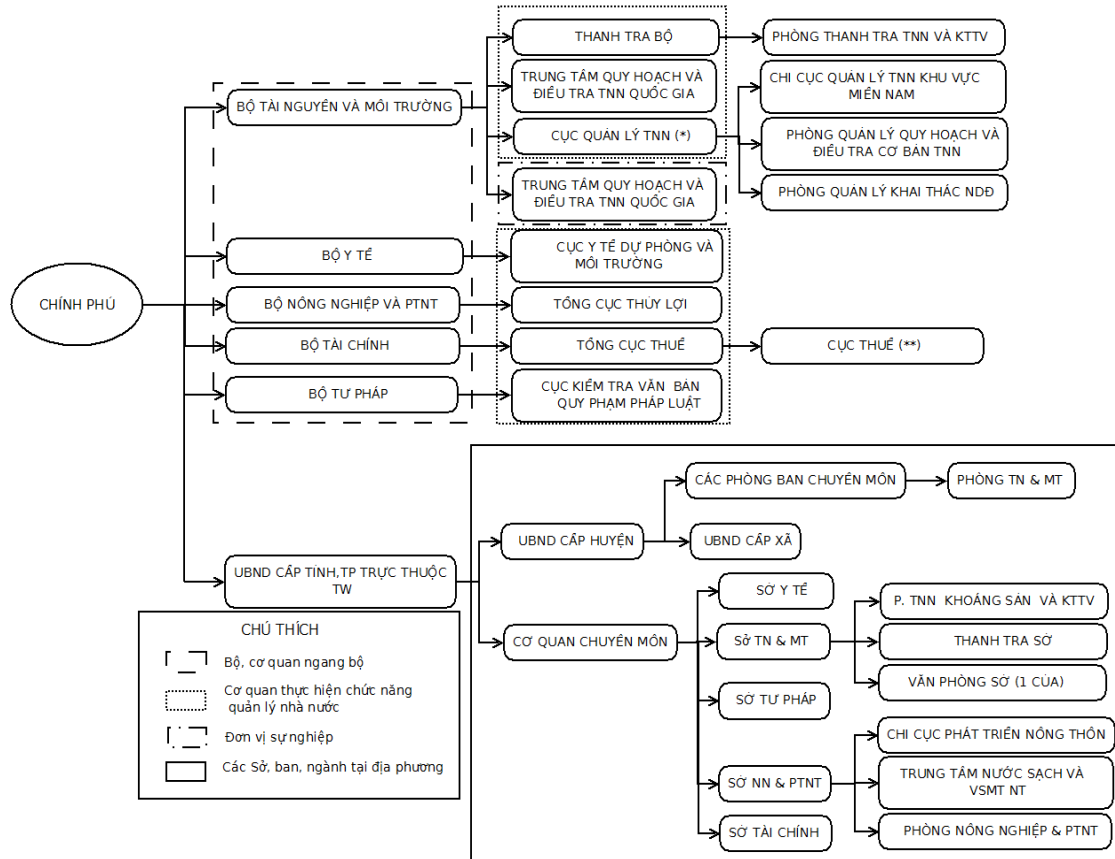 THANH TRA BỘ
PHÒNG THANH TRA TNN VÀ KTTV
TRUNG TÂM QUY HOẠCH VÀ
ĐIỀU TRA TNN QUỐC GIA
CHI CỤC QUẢN LÝ TNN KHU VỰC
MIỀN NAM
BỘ TÀI NGUYÊN VÀ MÔI TRƯỜNG
CỤC QUẢN LÝ TNN (*)
PHÒNG QUẢN LÝ QUY HOẠCH VÀ
ĐIỀU TRA CƠ BẢN TNN
TRUNG TÂM QUY HOẠCH VÀ
ĐIỀU TRA TNN QUỐC GIA
PHÒNG QUẢN LÝ KHAI THÁC NDĐ
BỘ Y TẾ
CỤC Y TẾ DỰ PHÒNG VÀ
MÔI TRƯỜNG
CHÍNH PHỦ
BỘ NÔNG NGHIỆP VÀ PTNT
TỔNG CỤC THỦY LỢI
BỘ TÀI CHÍNH
TỔNG CỤC THUẾ
CỤC THUẾ (**)
BỘ TƯ PHÁP
CỤC KIỂM TRA VĂN BẢN
QUY PHẠM PHÁP LUẬT
CÁC PHÒNG BAN CHUYÊN MÔN
PHÒNG TN & MT
UBND CẤP HUYỆN
UBND CẤP XÃ
UBND CẤP TỈNH,TP TRỰC THUỘC
TW
SỞ Y TẾ
P. TNN KHOÁNG SẢN VÀ KTTV
CƠ QUAN CHUYÊN MÔN
Sở TN & MT
THANH TRA SỞ
VĂN PHÒNG SỞ (1 CỬA)
SỞ TƯ PHÁP
CHI CỤC PHÁT TRIỂN NÔNG THÔN
SỞ NN & PTNT
TRUNG TÂM NƯỚC SẠCH VÀ
VSMT NT
SỞ TÀI CHÍNH
PHÒNG NÔNG NGHIỆP & PTNT
CHÚ THÍCH
Bộ, cơ quan ngang bộ
Cơ quan thực hiện chức năng
quản lý nhà nước
Đơn vị sự nghiệp
Các Sở, ban, ngành tại địa phương